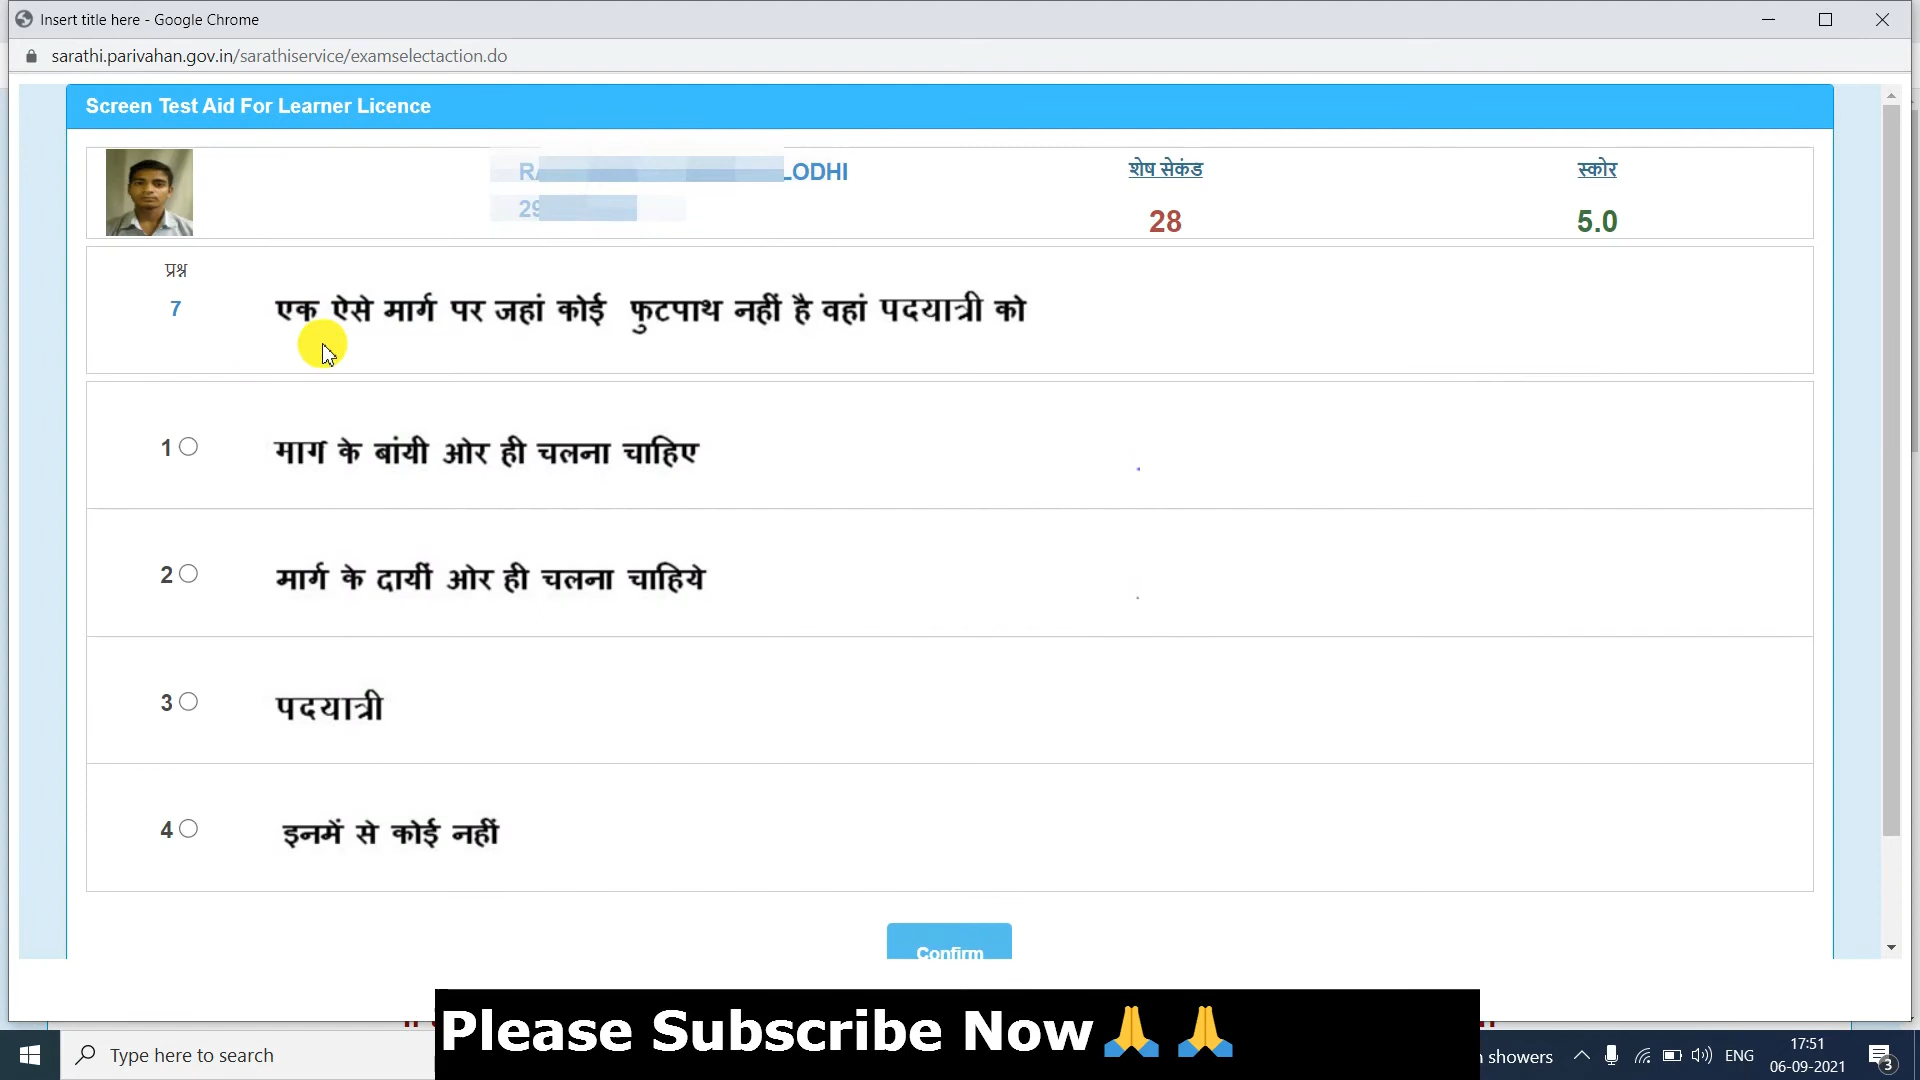 Insert title here - Google Chrome
sarathi.parivahan.gov.in/sarathiservice/examselectaction.do
Screen Test Aid For Learner Licence
LODHI
29
शेष सेकंड
28
स्कोर
5.0
प्रश्न
7
एक ऐसे मार्ग पर जहां कोई फुटपाथ नहीं है वहां पदयात्री को
1
माग के बांयी ओर ही चलना चाहिए
2
मार्ग के दायीं ओर ही चलना चाहिये
3
पदयात्री
4
इनमें से कोई नहीं
Confirm
Please Subscribe Now🙏 🙏
Type here to search
showers
ENG
17:51
06-09-2021
3